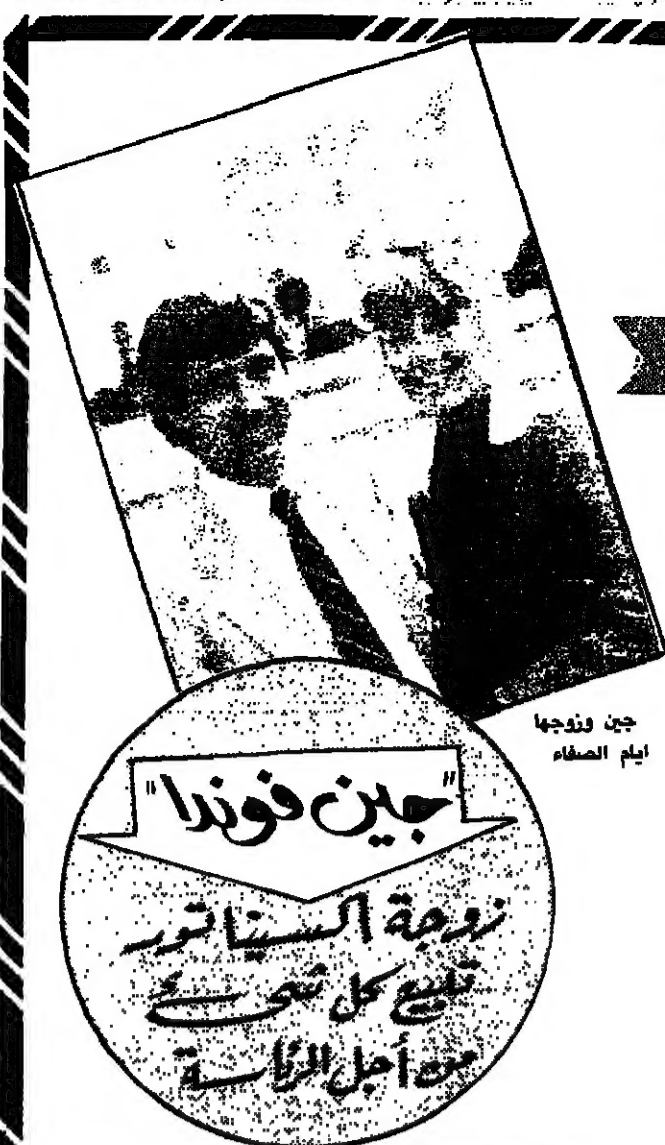 جين وزوجها
ايام الصفاء
"جين فوندا"
زوجة السيناتور
تبيع كل شيء
من أجل الرئاسة